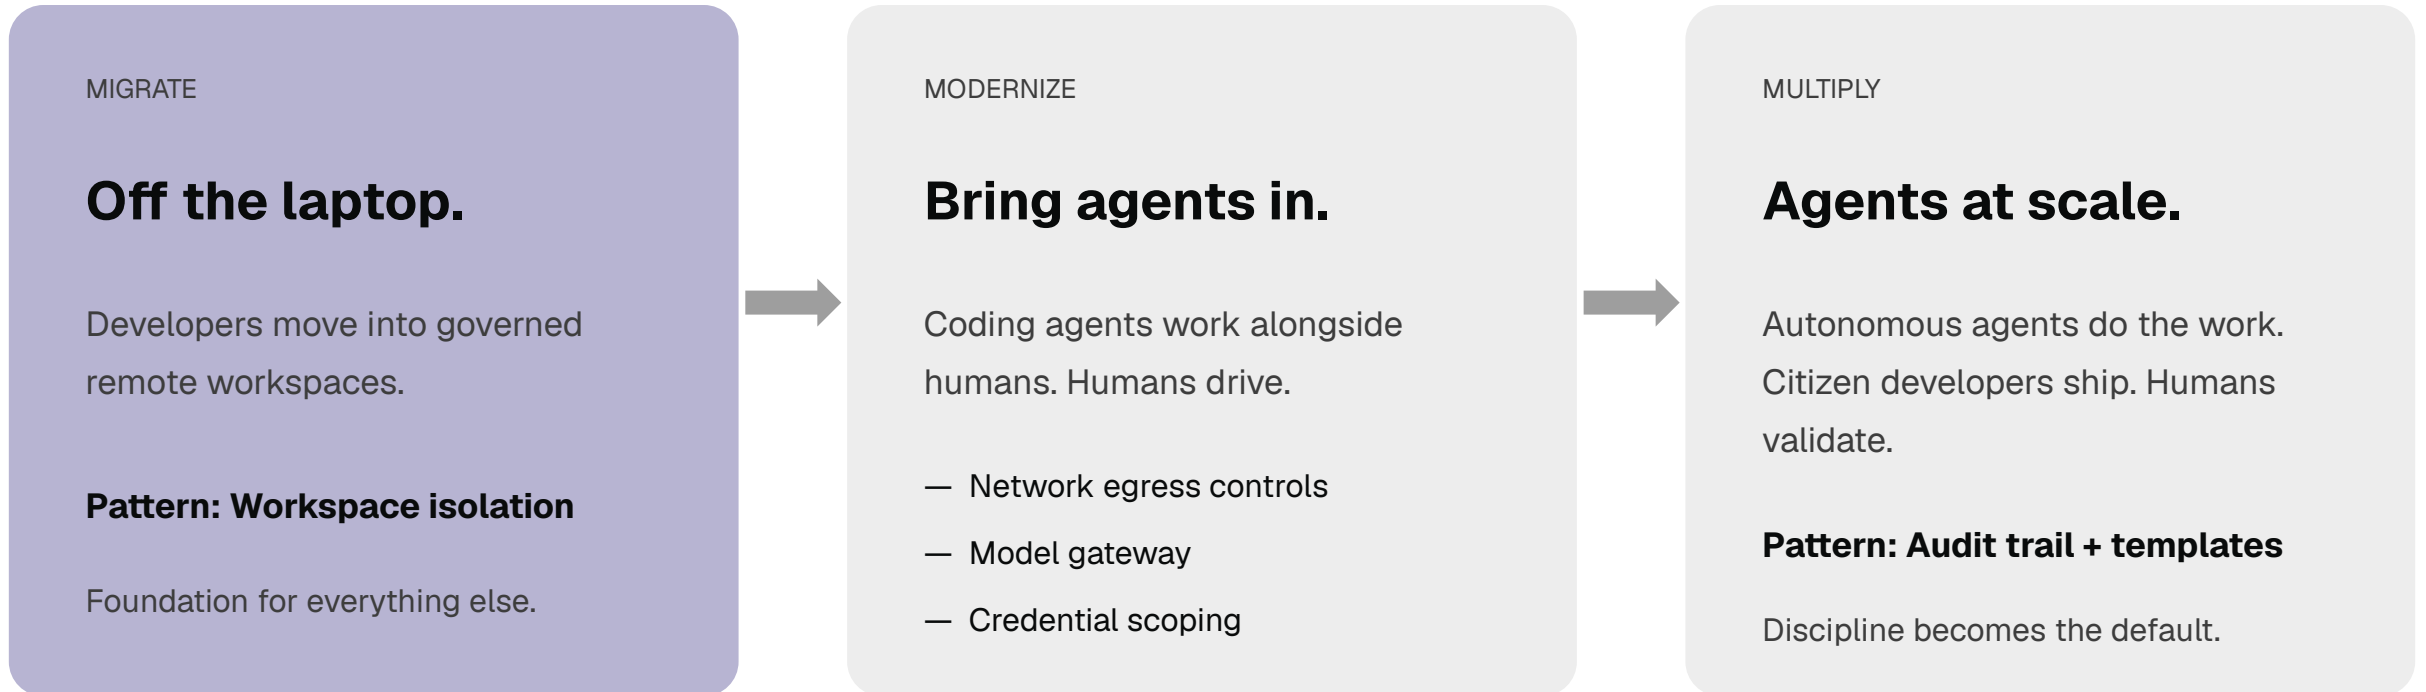 MIGRATE
Off the laptop.
Developers move into governed
remote workspaces.
Pattern: Workspace isolation
Foundation for everything else.
MODERNIZE
Bring agents in.
Coding agents work alongside
humans. Humans drive.
— Network egress controls
— Model gateway
— Credential scoping
MULTIPLY
Agents at scale.
Autonomous agents do the work.
Citizen developers ship. Humans
validate.
Pattern: Audit trail + templates
Discipline becomes the default.